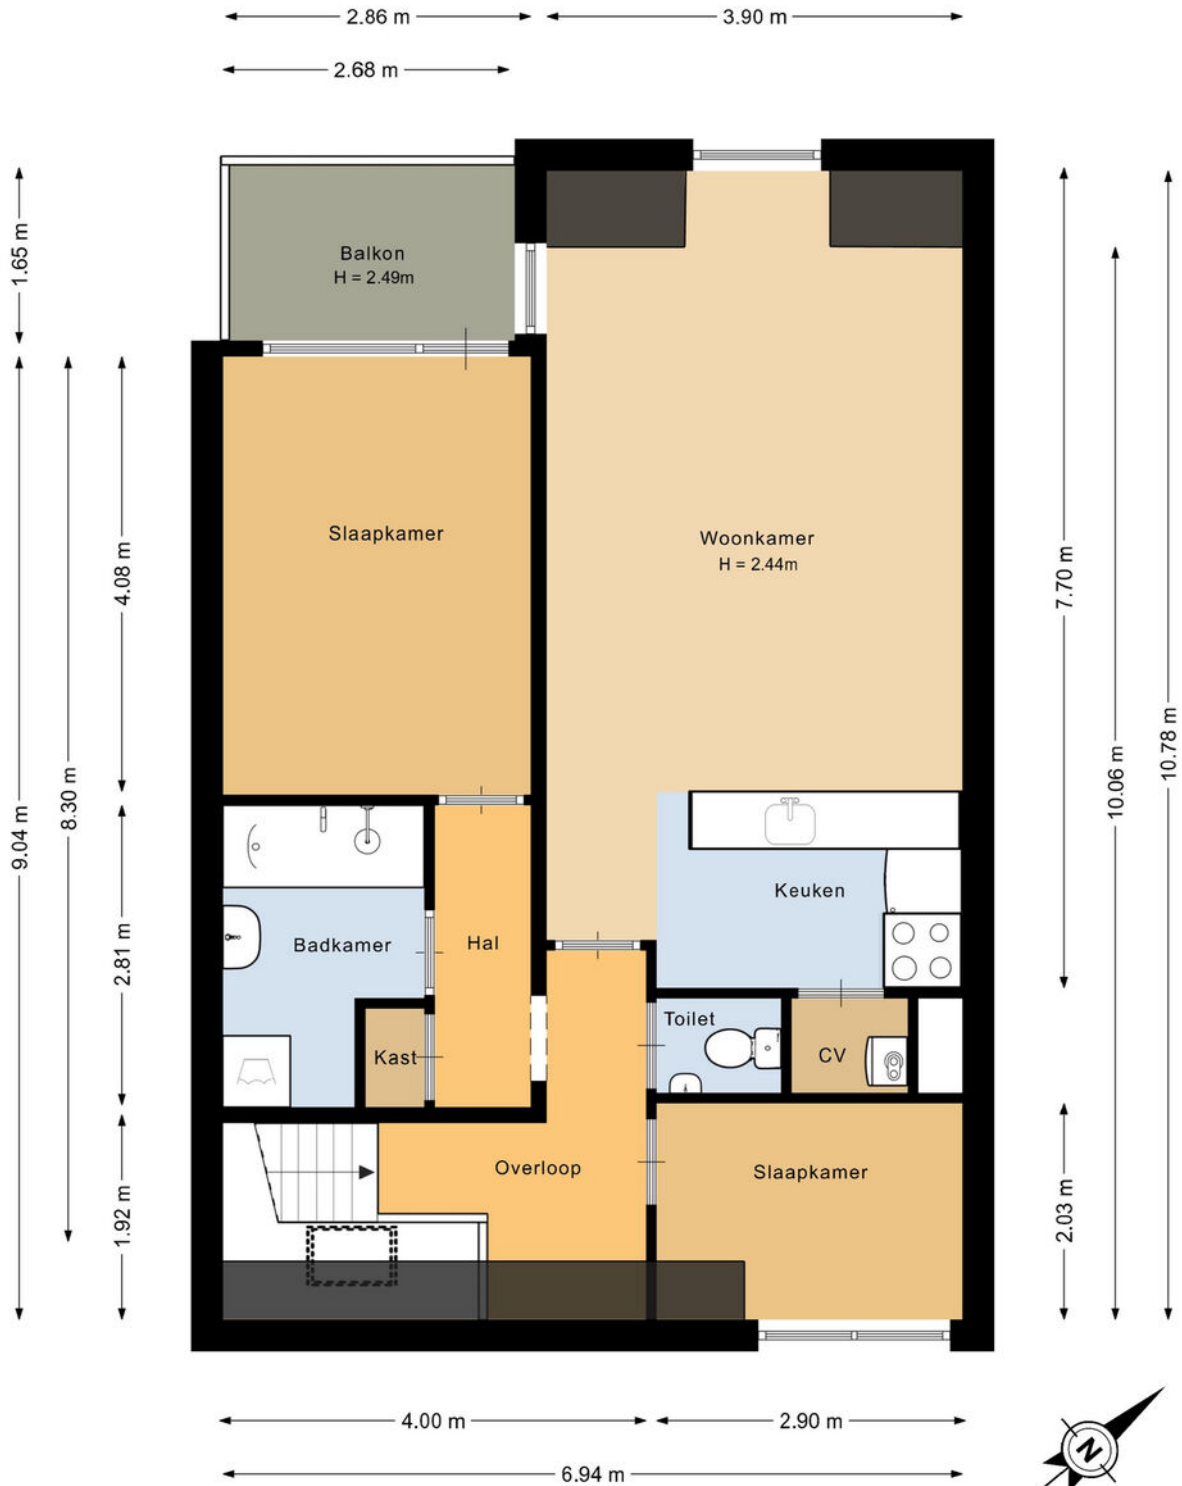 2.86 m
3.90 m
2.68 m
Balkon
H = 2.49m
1.65 m
Slaapkamer
Woonkamer
H = 2.44m
4.08 m
7.70 m
10.78 m
10.06 m
8.30 m
9.04 m
Keuken
Badkamer
Hal
2.81 m
Toilet
Kast
CV
Overloop
Slaapkamer
1.92 m
2.03 m
4.00 m
2.90 m
6.94 m
N